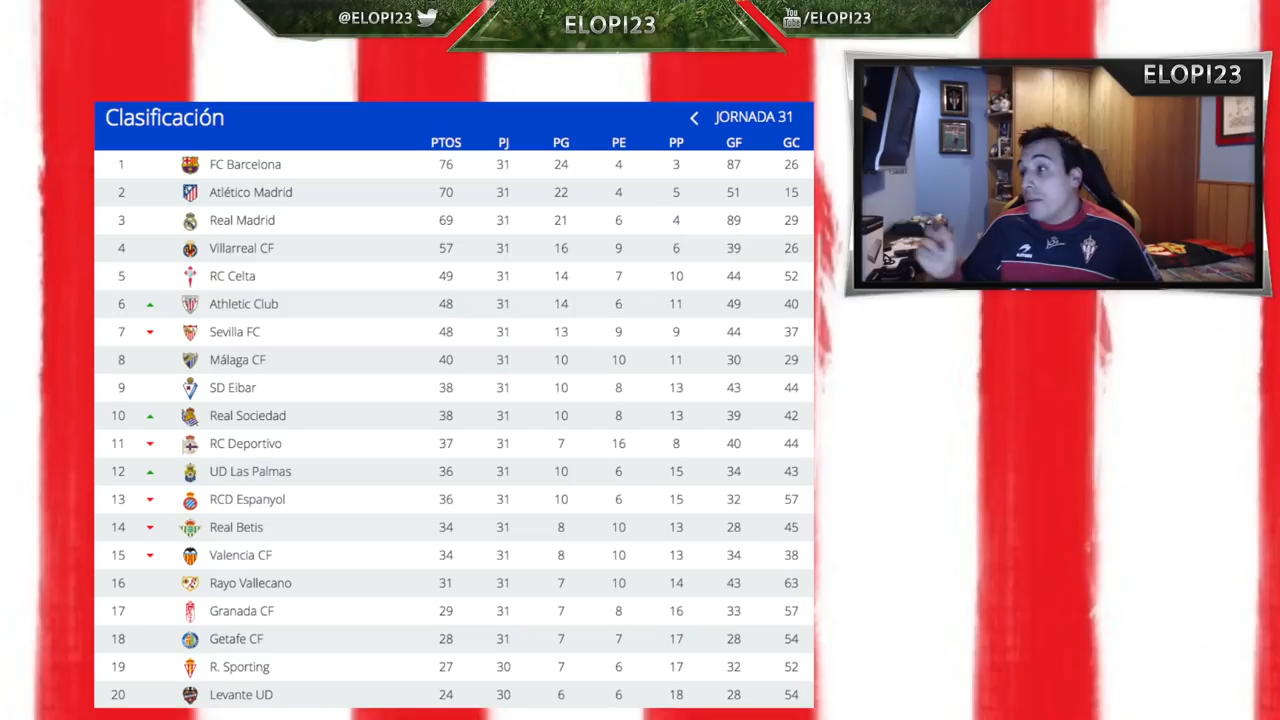 @ELOPI23
ELOPI23
You Tube /ELOPI23
ELOPI23
Clasificación JORNADA 31
PTOS PJ PG PE PP GF GC
1 FC Barcelona 76 31 24 4 3 87 26
2 Atlético Madrid 70 31 22 4 5 51 15
3 Real Madrid 69 31 21 6 4 89 29
4 Villarreal CF 57 31 16 9 6 39 26
5 RC Celta 49 31 14 7 10 44 52
6 Athletic Club 48 31 14 6 11 49 40
7 Sevilla FC 48 31 13 9 9 44 37
8 Málaga CF 40 31 10 10 11 30 29
9 SD Eibar 38 31 10 8 13 43 44
10 Real Sociedad 38 31 10 8 13 39 42
11 RC Deportivo 37 31 7 16 8 40 44
12 UD Las Palmas 36 31 10 6 15 34 43
13 RCD Espanyol 36 31 10 6 15 32 57
14 Real Betis 34 31 8 10 13 28 45
15 Valencia CF 34 31 8 10 13 34 38
16 Rayo Vallecano 31 31 7 10 14 43 63
17 Granada CF 29 31 7 8 16 33 57
18 Getafe CF 28 31 7 7 17 28 54
19 R. Sporting 27 30 7 6 17 32 52
20 Levante UD 24 30 6 6 18 28 54